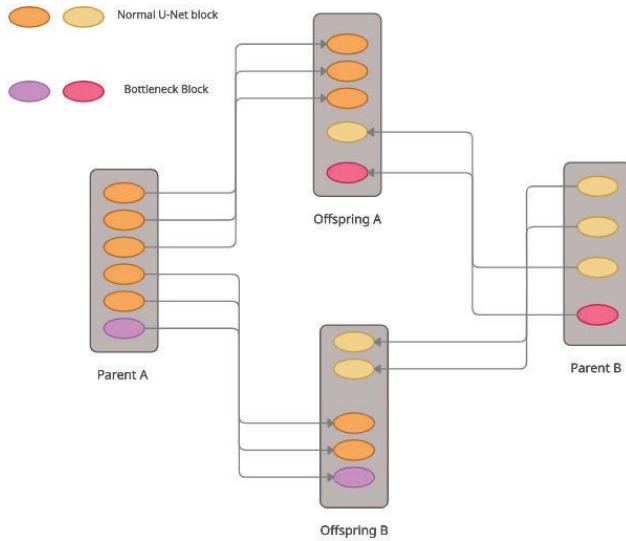 Normal U-Net block
Bottleneck Block
Offspring A
Parent A
Parent B
Offspring B